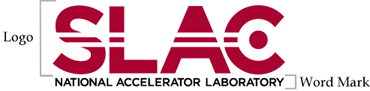 Logo
SLAC
NATIONAL ACCELERATOR LABORATORY
Word Mark